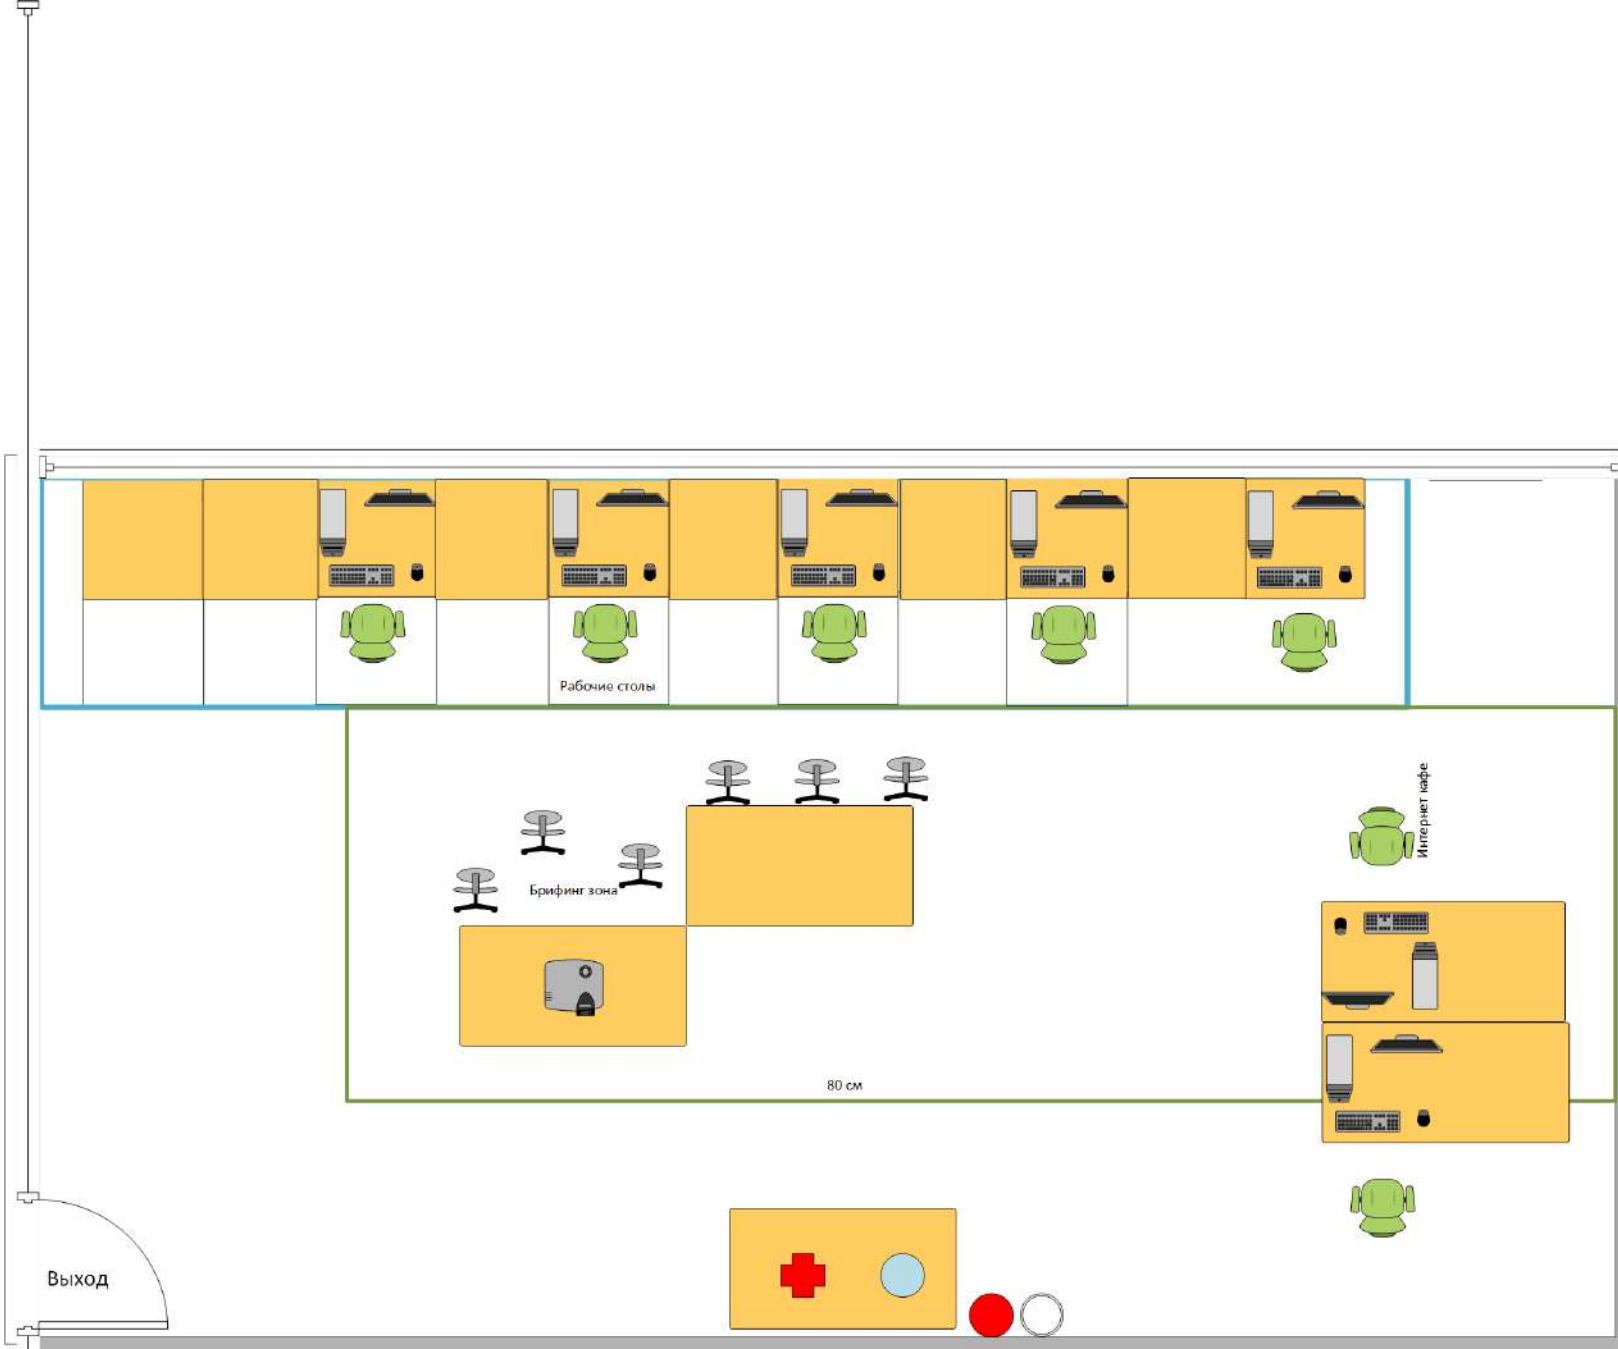 Рабочие столы
Интернет кафе
Брифинг зона
80 см
Выход